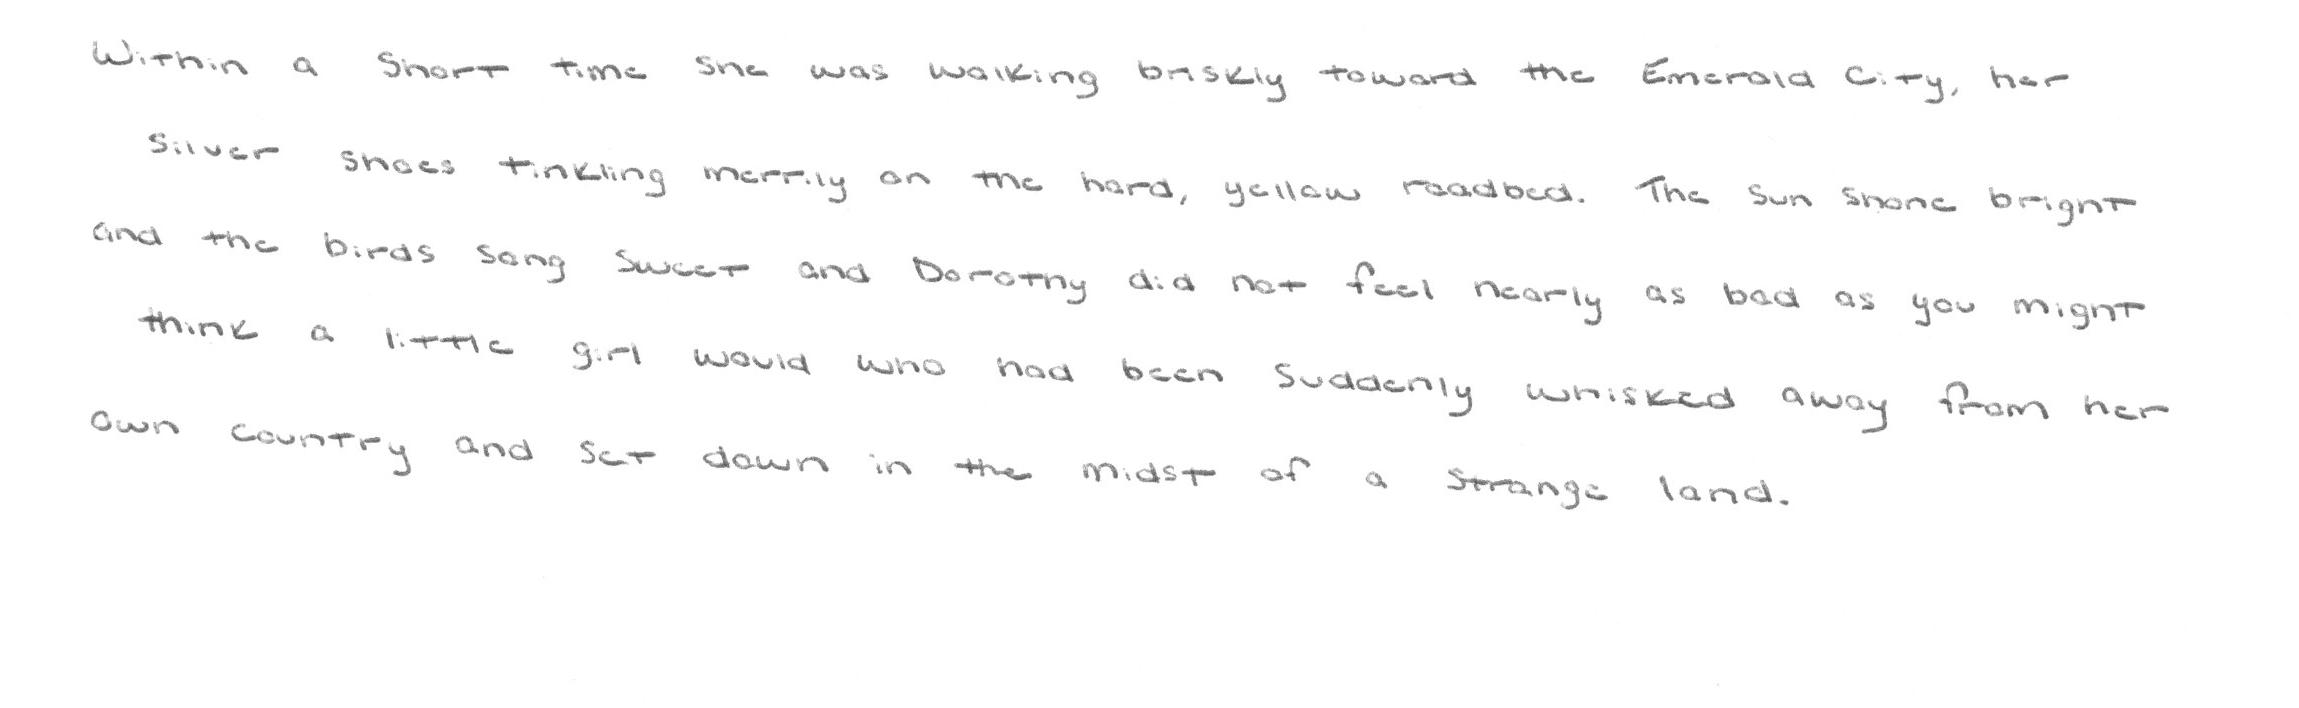 Within a short time she was walking briskly toward the Emerald City, her
silver shoes tinkling merrily on the hard, yellow roadbed. The sun shone bright
and the birds sang sweet and Dorothy did not feel nearly as bad as you might
think a little girl would who had been suddenly whisked away from her
own country and set down in the midst of a strange land.